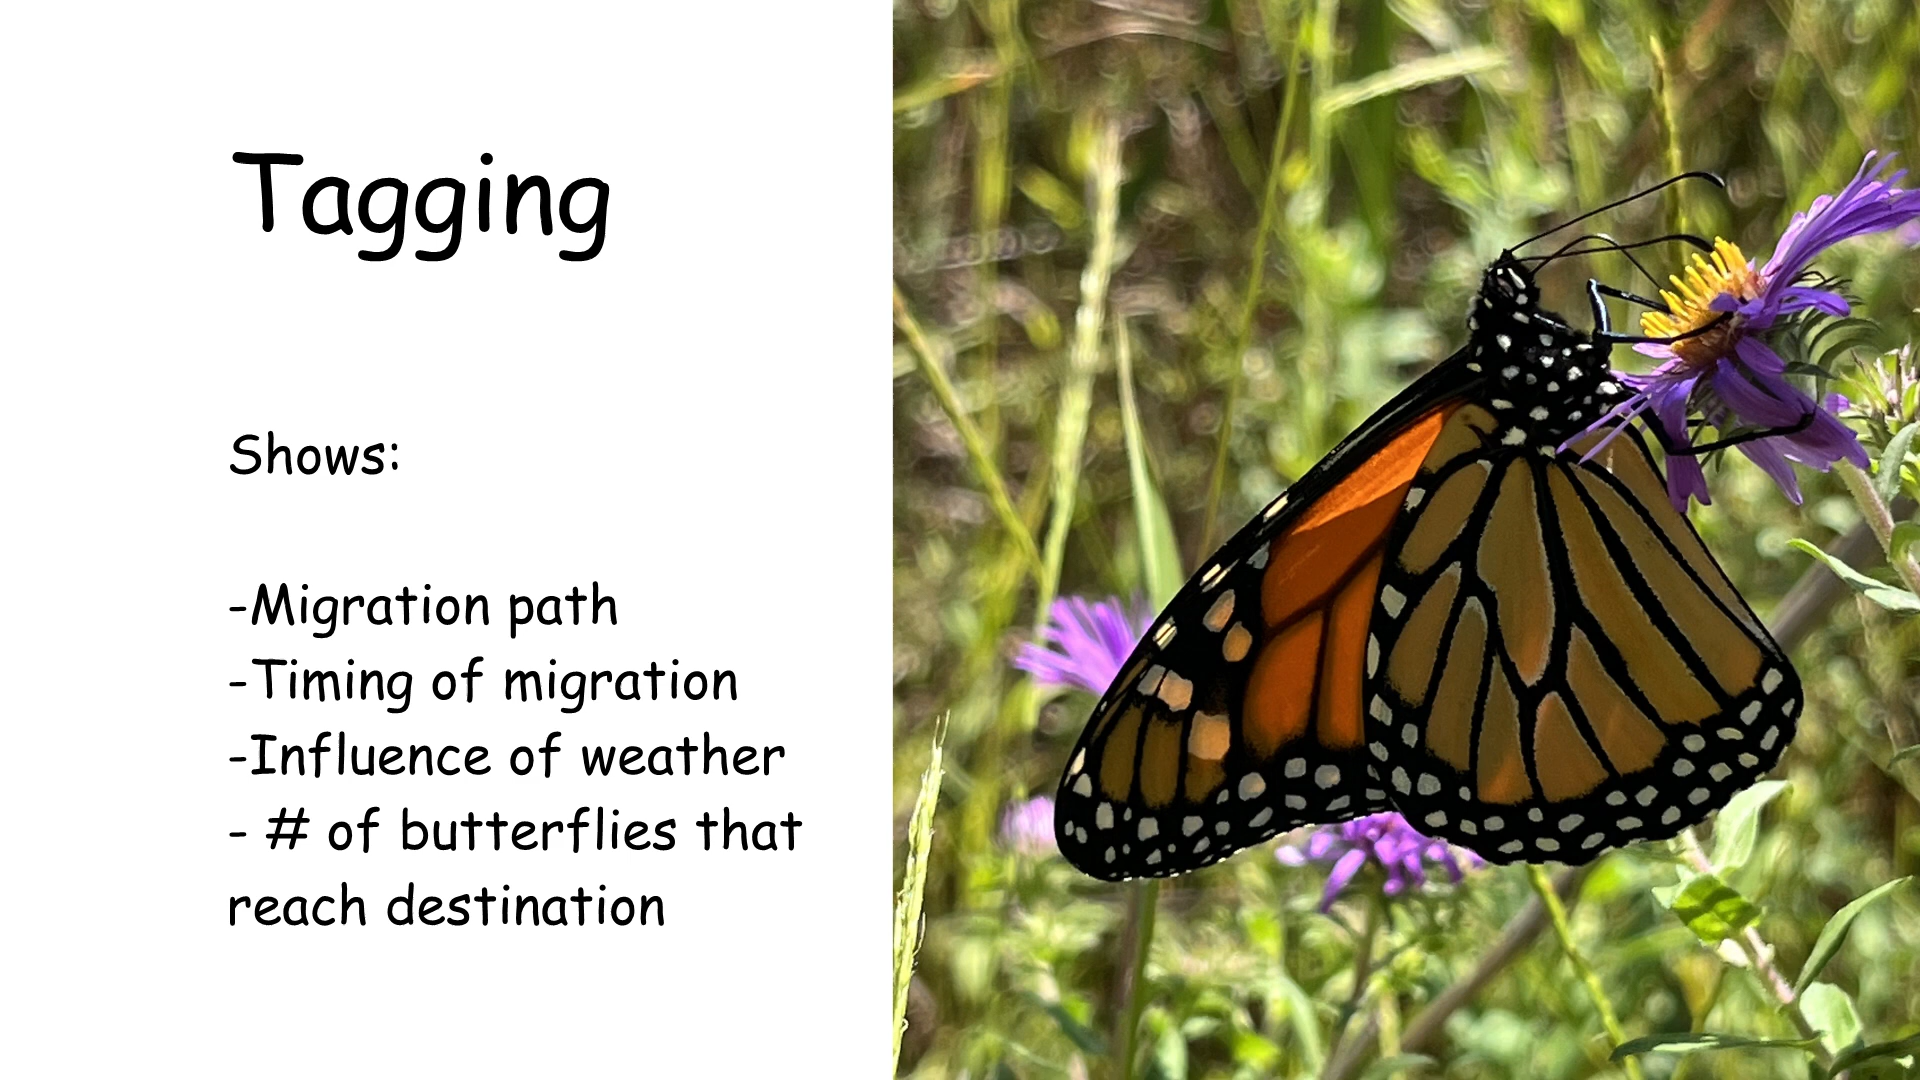 Tagging
Shows:
-Migration path
-Timing of migration
-Influence of weather
- # of butterflies that
reach destination